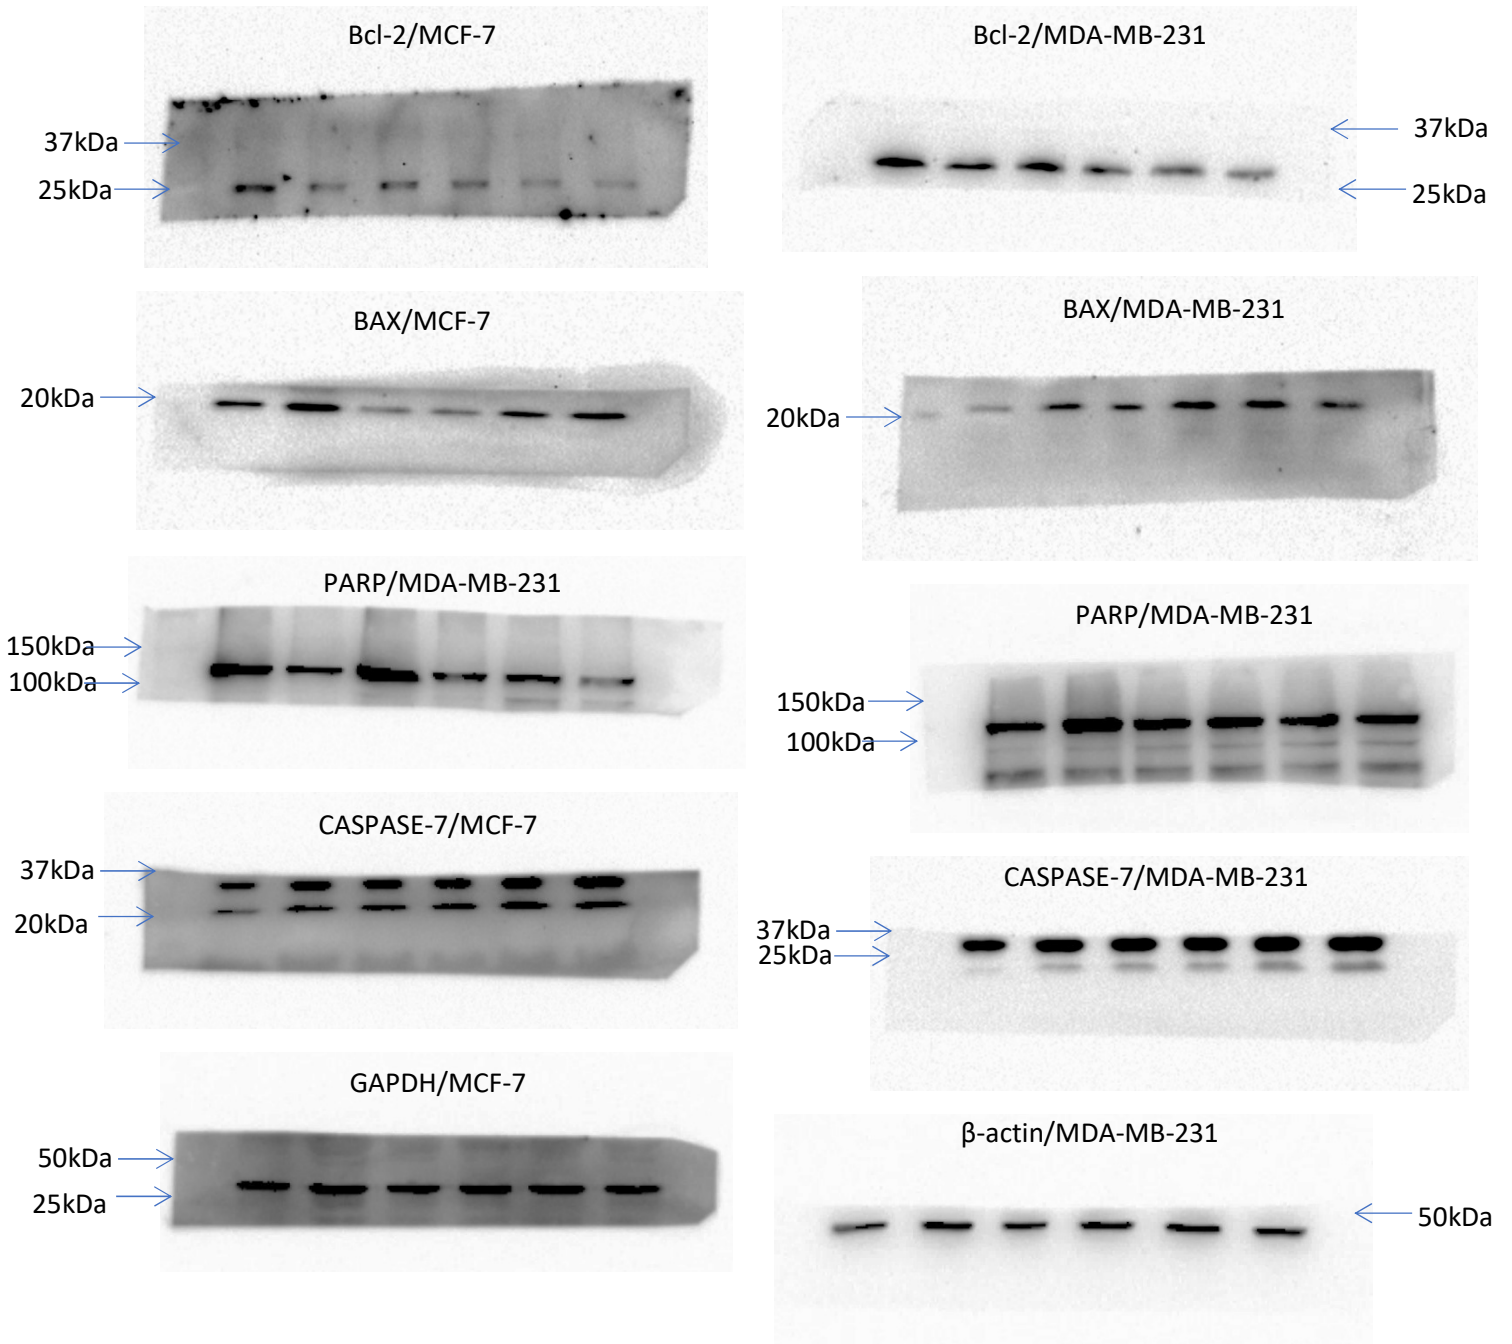 Bcl-2/MCF-7
37kDa
25kDa
Bcl-2/MDA-MB-231
37kDa
25kDa
BAX/MCF-7
20kDa
BAX/MDA-MB-231
20kDa
PARP/MDA-MB-231
150kDa
100kDa
PARP/MDA-MB-231
150kDa
100kDa
CASPASE-7/MCF-7
37kDa
20kDa
CASPASE-7/MDA-MB-231
37kDa
25kDa
GAPDH/MCF-7
50kDa
25kDa
β-actin/MDA-MB-231
50kDa